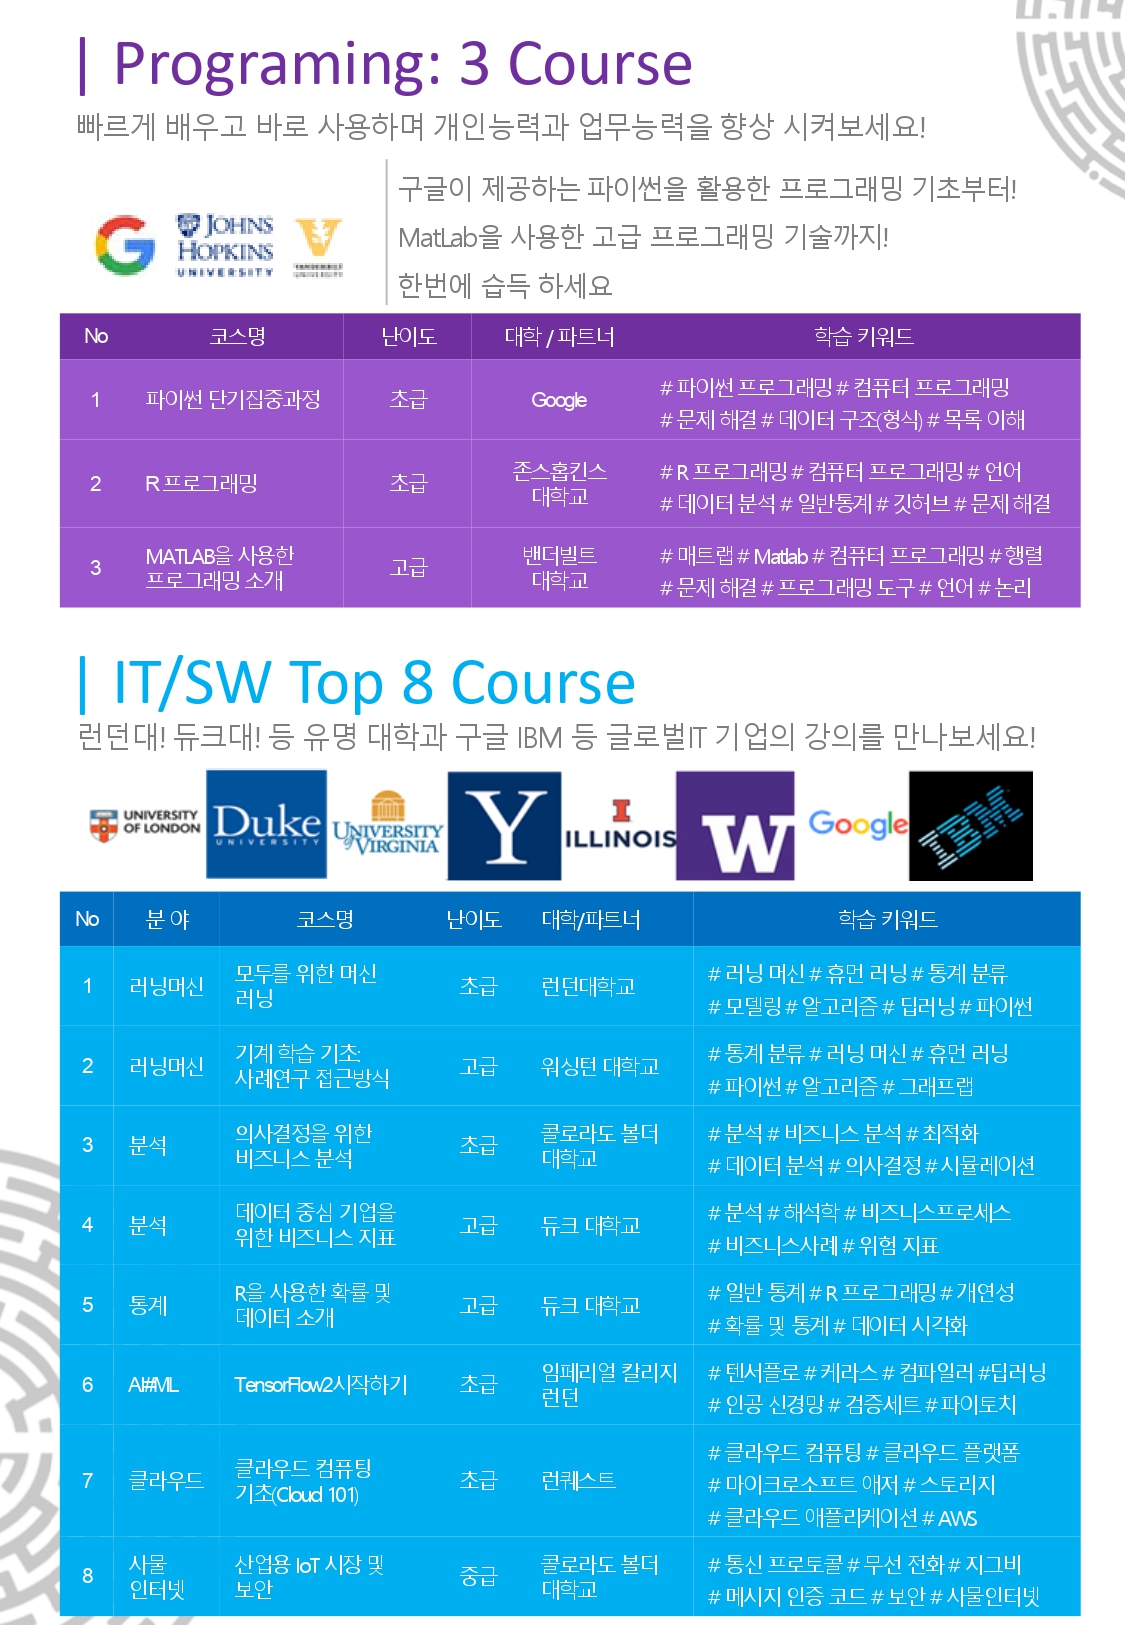 | Programing: 3 Course
빠르게 배우고 바로 사용하며 개인능력과 업무능력을 향상 시켜보세요!
구글이 제공하는 파이썬을 활용한 프로그래밍 기초부터!
MatLab을 사용한 고급 프로그래밍 기술까지!
한번에 습득 하세요
G
JOHNS
HOPKINS
UNIVERSITY
VANDERBILT
UNIVERSITY
No 코스명 난이도 대학 / 파트너 학습 키워드
1 파이썬 단기집중과정 초급 Google
# 파이썬 프로그래밍 # 컴퓨터 프로그래밍
# 문제 해결 # 데이터 구조(형식) # 목록 이해
2 R 프로그래밍 초급
존스홉킨스
대학교
# R 프로그래밍 # 컴퓨터 프로그래밍 # 언어
# 데이터 분석 # 일반통계 # 깃허브 # 문제 해결
3
MATLAB을 사용한
프로그래밍 소개
고급
밴더빌트
대학교
# 매트랩 # Matlab # 컴퓨터 프로그래밍 # 행렬
# 문제 해결 # 프로그래밍 도구 # 언어 # 논리
| IT/SW Top 8 Course
런던대! 듀크대! 등 유명 대학과 구글 IBM 등 글로벌IT 기업의 강의를 만나보세요!
UNIVERSITY
OF LONDON
Duke
UNIVERSITY
UNIVERSITY
of VIRGINIA
Y
I
ILLINOIS
W
Google
IBM
No 분 야 코스명 난이도 대학/파트너 학습 키워드
1 러닝머신
모두를 위한 머신
러닝
초급 런던대학교
# 러닝 머신 # 휴먼 러닝 # 통계 분류
# 모델링 # 알고리즘 # 딥러닝 # 파이썬
2 러닝머신
기계 학습 기초:
사례연구 접근방식
고급 워싱턴 대학교
# 통계 분류 # 러닝 머신 # 휴먼 러닝
# 파이썬 # 알고리즘 # 그래프랩
3 분석
의사결정을 위한
비즈니스 분석
초급
콜로라도 볼더
대학교
# 분석 # 비즈니스 분석 # 최적화
# 데이터 분석 # 의사결정 # 시뮬레이션
4 분석
데이터 중심 기업을
위한 비즈니스 지표
고급 듀크 대학교
# 분석 # 해석학 # 비즈니스프로세스
# 비즈니스사례 # 위험 지표
5 통계
R을 사용한 확률 및
데이터 소개
고급 듀크 대학교
# 일반 통계 # R 프로그래밍 # 개연성
# 확률 및 통계 # 데이터 시각화
6 AI#ML TensorFlow2시작하기 초급
임페리얼 칼리지
런던
# 텐서플로 # 케라스 # 컴파일러 #딥러닝
# 인공 신경망 # 검증세트 # 파이토치
7 클라우드
클라우드 컴퓨팅
기초(Cloud 101)
초급 런퀘스트
# 클라우드 컴퓨팅 # 클라우드 플랫폼
# 마이크로소프트 애저 # 스토리지
# 클라우드 애플리케이션 # AWS
8
사물
인터넷
산업용 IoT 시장 및
보안
중급
콜로라도 볼더
대학교
# 통신 프로토콜 # 무선 전화 # 지그비
# 메시지 인증 코드 # 보안 # 사물인터넷